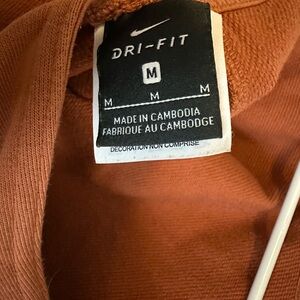 DRI-FIT
M
M M M
MADE IN CAMBODIA
FABRIQUE AU CAMBODGE
DECORATION NON COMPRISE